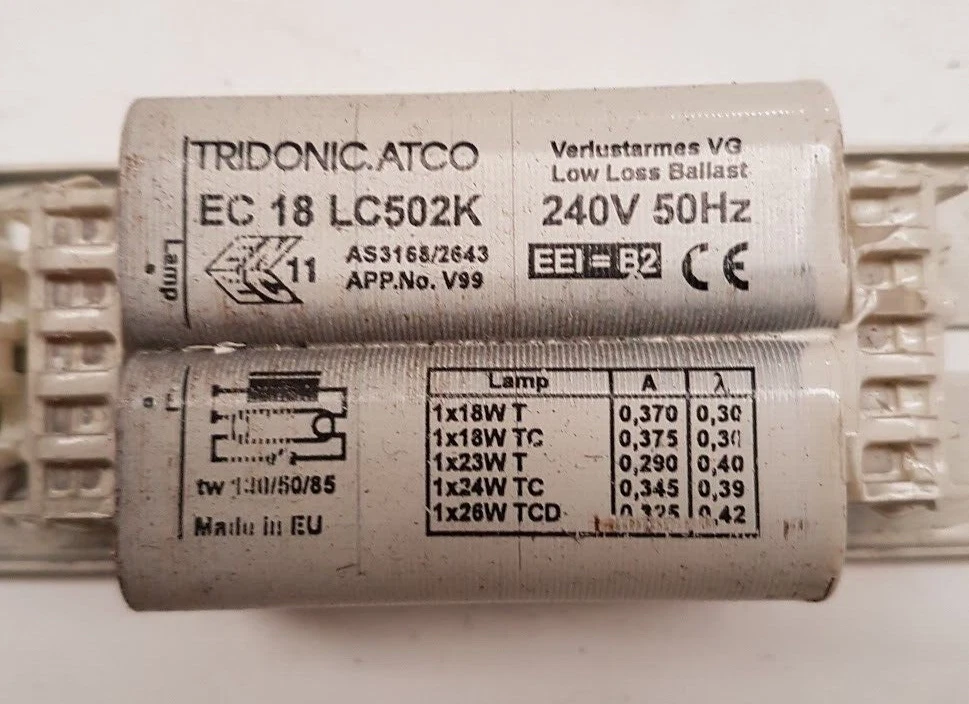 TRIDONIC.ATCO
EC 18 LC502K
11
AS3168/2643
APP.No. V99
Verlustarmes VG
Low Loss Ballast
240V 50Hz
EEI = B2
CE
Lamp
tw 130/50/85
Made in EU
Lamp A λ
1x18W T 0,370 0,30
1x18W TC 0,375
1x23W T 0,290 0,40
1x24W TC 0,345 0,39
1x26W TCD 0,325 0,42